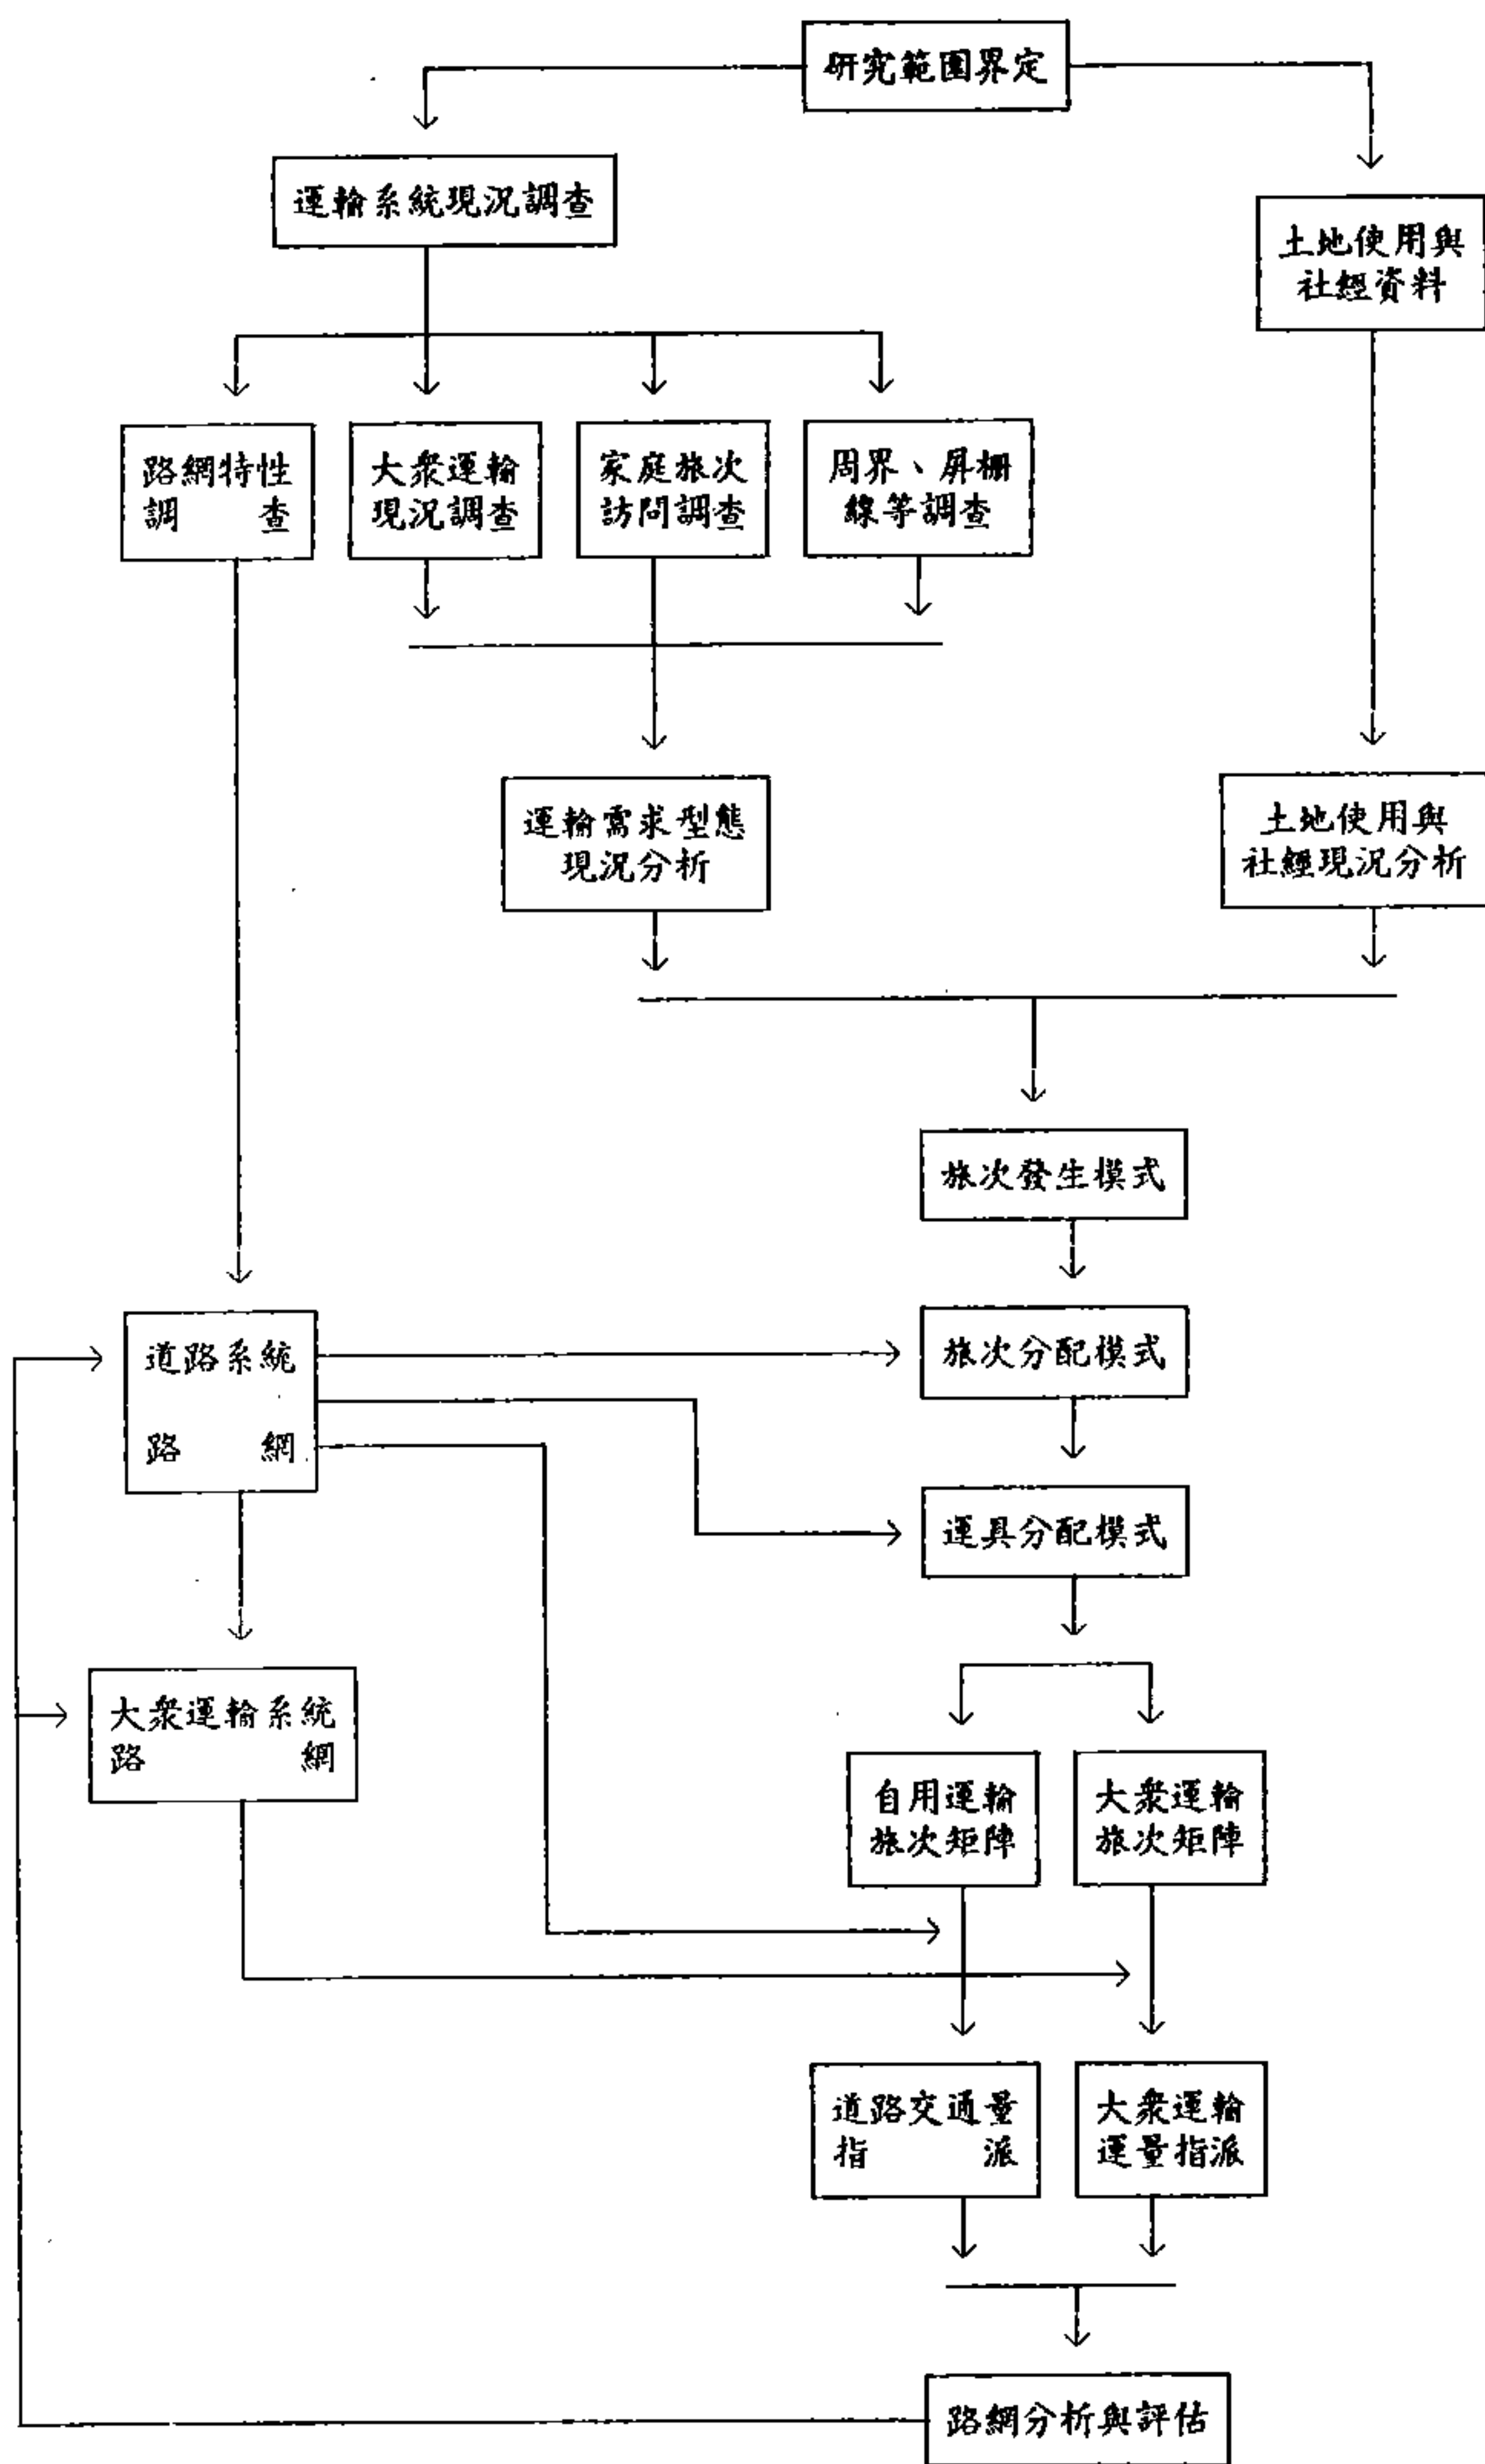 研究範圍界定
運輸系統現況調查
土地使用與
社經資料
路網特性
調查
大眾運輸
現況調查
家庭旅次
訪問調查
周界、屏柵
線等調查
運輸需求型態
現況分析
土地使用與
社經現況分析
旅次發生模式
道路系統
路網
旅次分配模式
運具分配模式
大眾運輸系統
路網
自用運輸
旅次矩陣
大眾運輸
旅次矩陣
道路交通量
指派
大眾運輸
運量指派
路網分析與評估